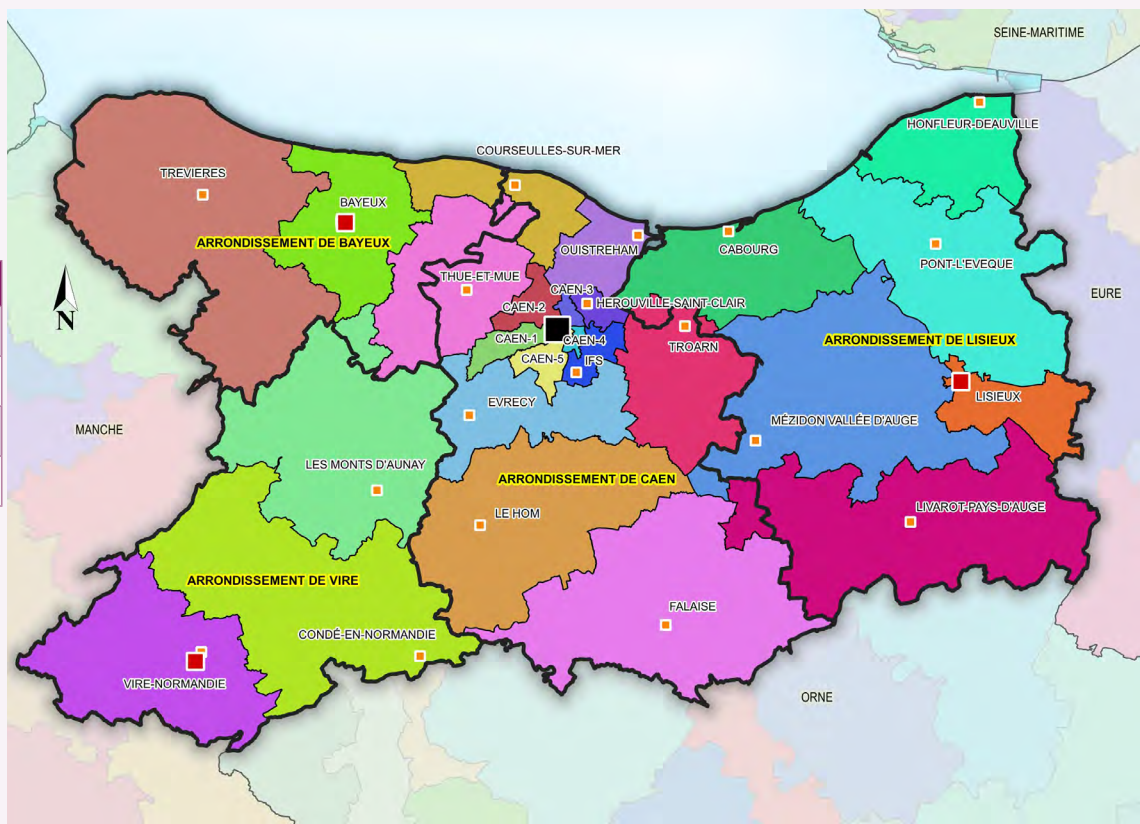 SEINE-MARITIME
HONFLEUR-DEAUVILLE
COURSEULLES-SUR-MER
TREVIERES
BAYEUX
ARRONDISSEMENT DE BAYEUX
OUISTREHAM
CABOURG
PONT-L'EVEQUE
THUE-ET-MUE
CAEN-3
EURE
CAEN-2
HEROUVILLE-SAINT-CLAIR
N
CAEN-1
CAEN-4
TROARN
ARRONDISSEMENT DE LISIEUX
CAEN-5
IFS
LISIEUX
EVRECY
MANCHE
MÉZIDON VALLÉE D'AUGE
LES MONTS D'AUNAY
ARRONDISSEMENT DE CAEN
LE HOM
LIVAROT-PAYS-D'AUGE
ARRONDISSEMENT DE VIRE
FALAISE
CONDÉ-EN-NORMANDIE
VIRE-NORMANDIE
ORNE